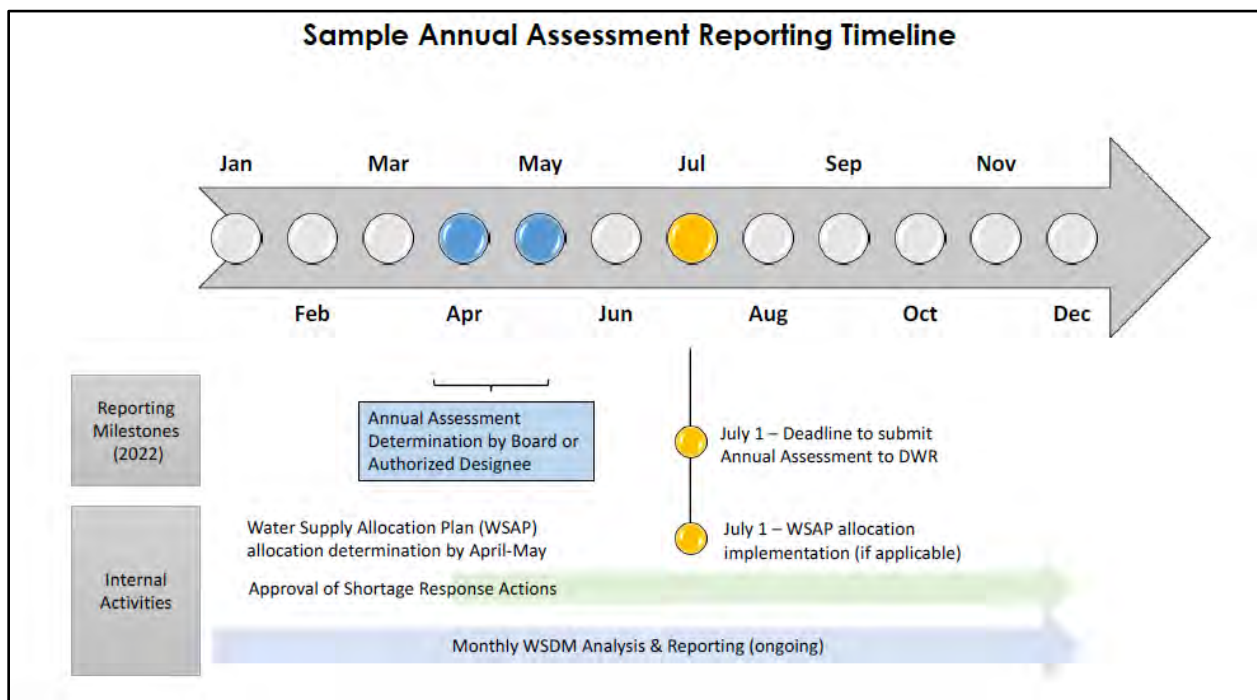 Sample Annual Assessment Reporting Timeline
Jan Mar May Jul Sep Nov
Feb Apr Jun Aug Oct Dec
Reporting
Milestones
(2022)
Annual Assessment
Determination by Board or
Authorized Designee
July 1 – Deadline to submit
Annual Assessment to DWR
Internal
Activities
Water Supply Allocation Plan (WSAP)
allocation determination by April-May
July 1 – WSAP allocation
implementation (if applicable)
Approval of Shortage Response Actions
Monthly WSDM Analysis & Reporting (ongoing)